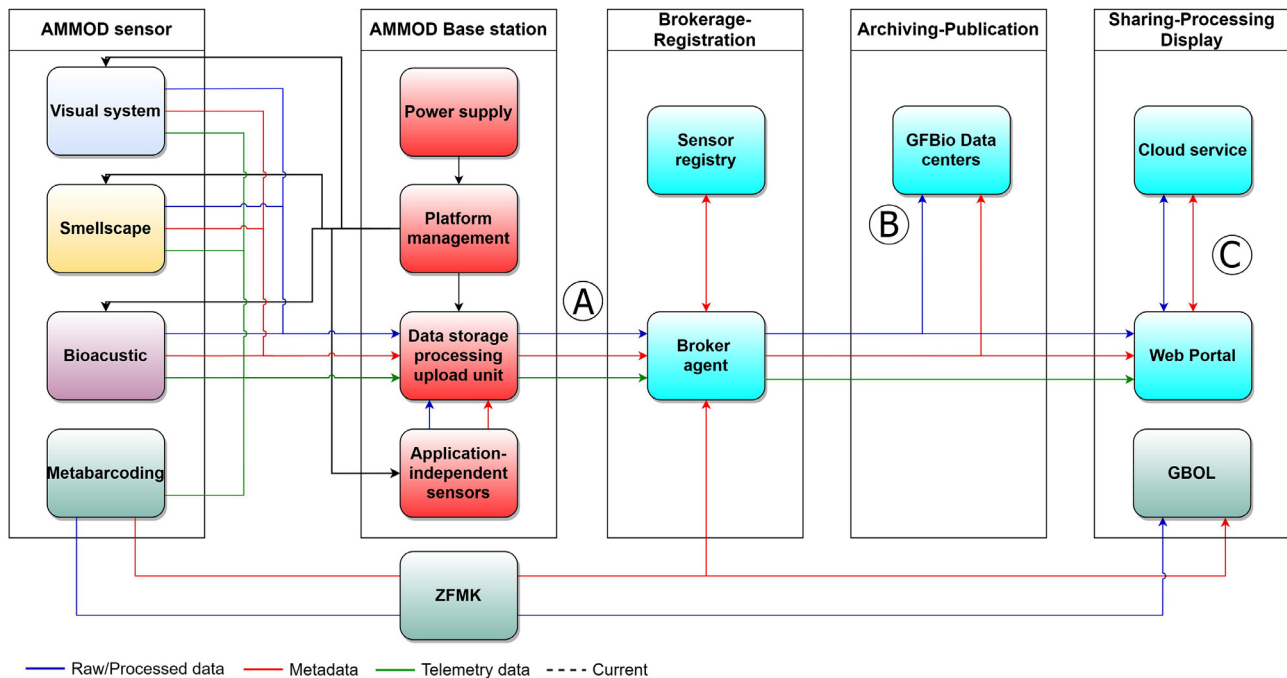 AMMOD sensor
Visual system
Smellscape
Bioacustic
Metabarcoding
AMMOD Base station
Power supply
Platform
management
Data storage
processing
upload unit
Application-
independent
sensors
ZFMK
A
Brokerage-
Registration
Sensor
registry
Broker
agent
Archiving-Publication
GFBio Data
centers
B
Sharing-Processing
Display
Cloud service
C
Web Portal
GBOL
Raw/Processed data
Metadata
Telemetry data
Current